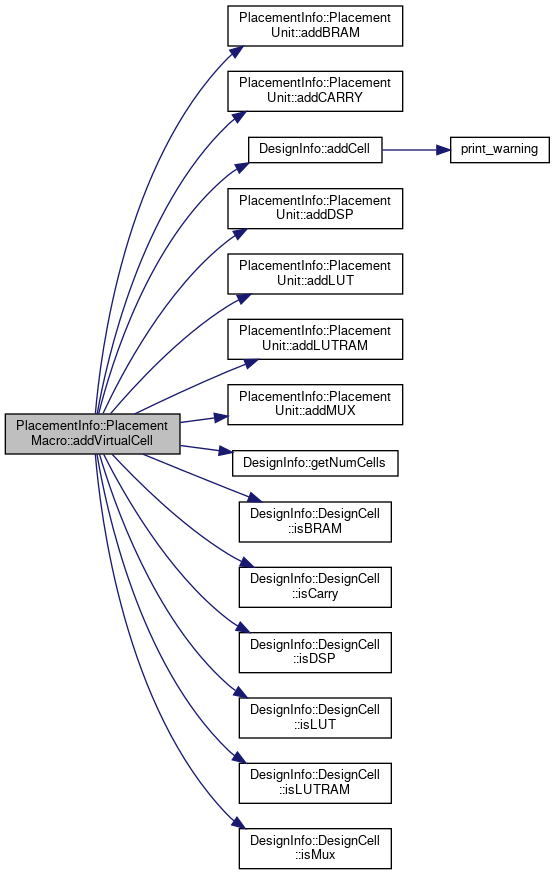 PlacementInfo::Placement
Unit::addBRAM
PlacementInfo::Placement
Unit::addCARRY
DesignInfo::addCell
print_warning
PlacementInfo::Placement
Unit::addDSP
PlacementInfo::Placement
Unit::addLUT
PlacementInfo::Placement
Unit::addLUTRAM
PlacementInfo::Placement
Unit::addMUX
PlacementInfo::Placement
Macro::addVirtualCell
DesignInfo::getNumCells
DesignInfo::DesignCell
::isBRAM
DesignInfo::DesignCell
::isCarry
DesignInfo::DesignCell
::isDSP
DesignInfo::DesignCell
::isLUT
DesignInfo::DesignCell
::isLUTRAM
DesignInfo::DesignCell
::isMux